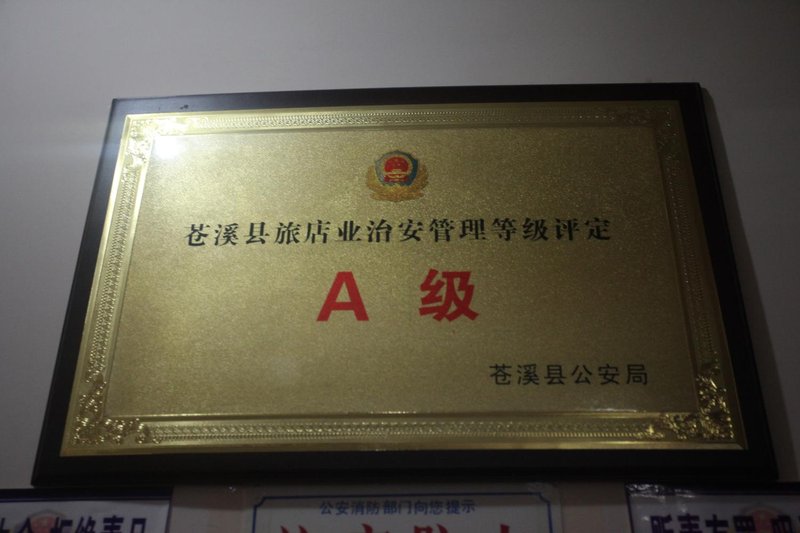 苍溪县旅店业治安管理等级评定
A 级
苍溪县公安局
公安消防部门向您提示